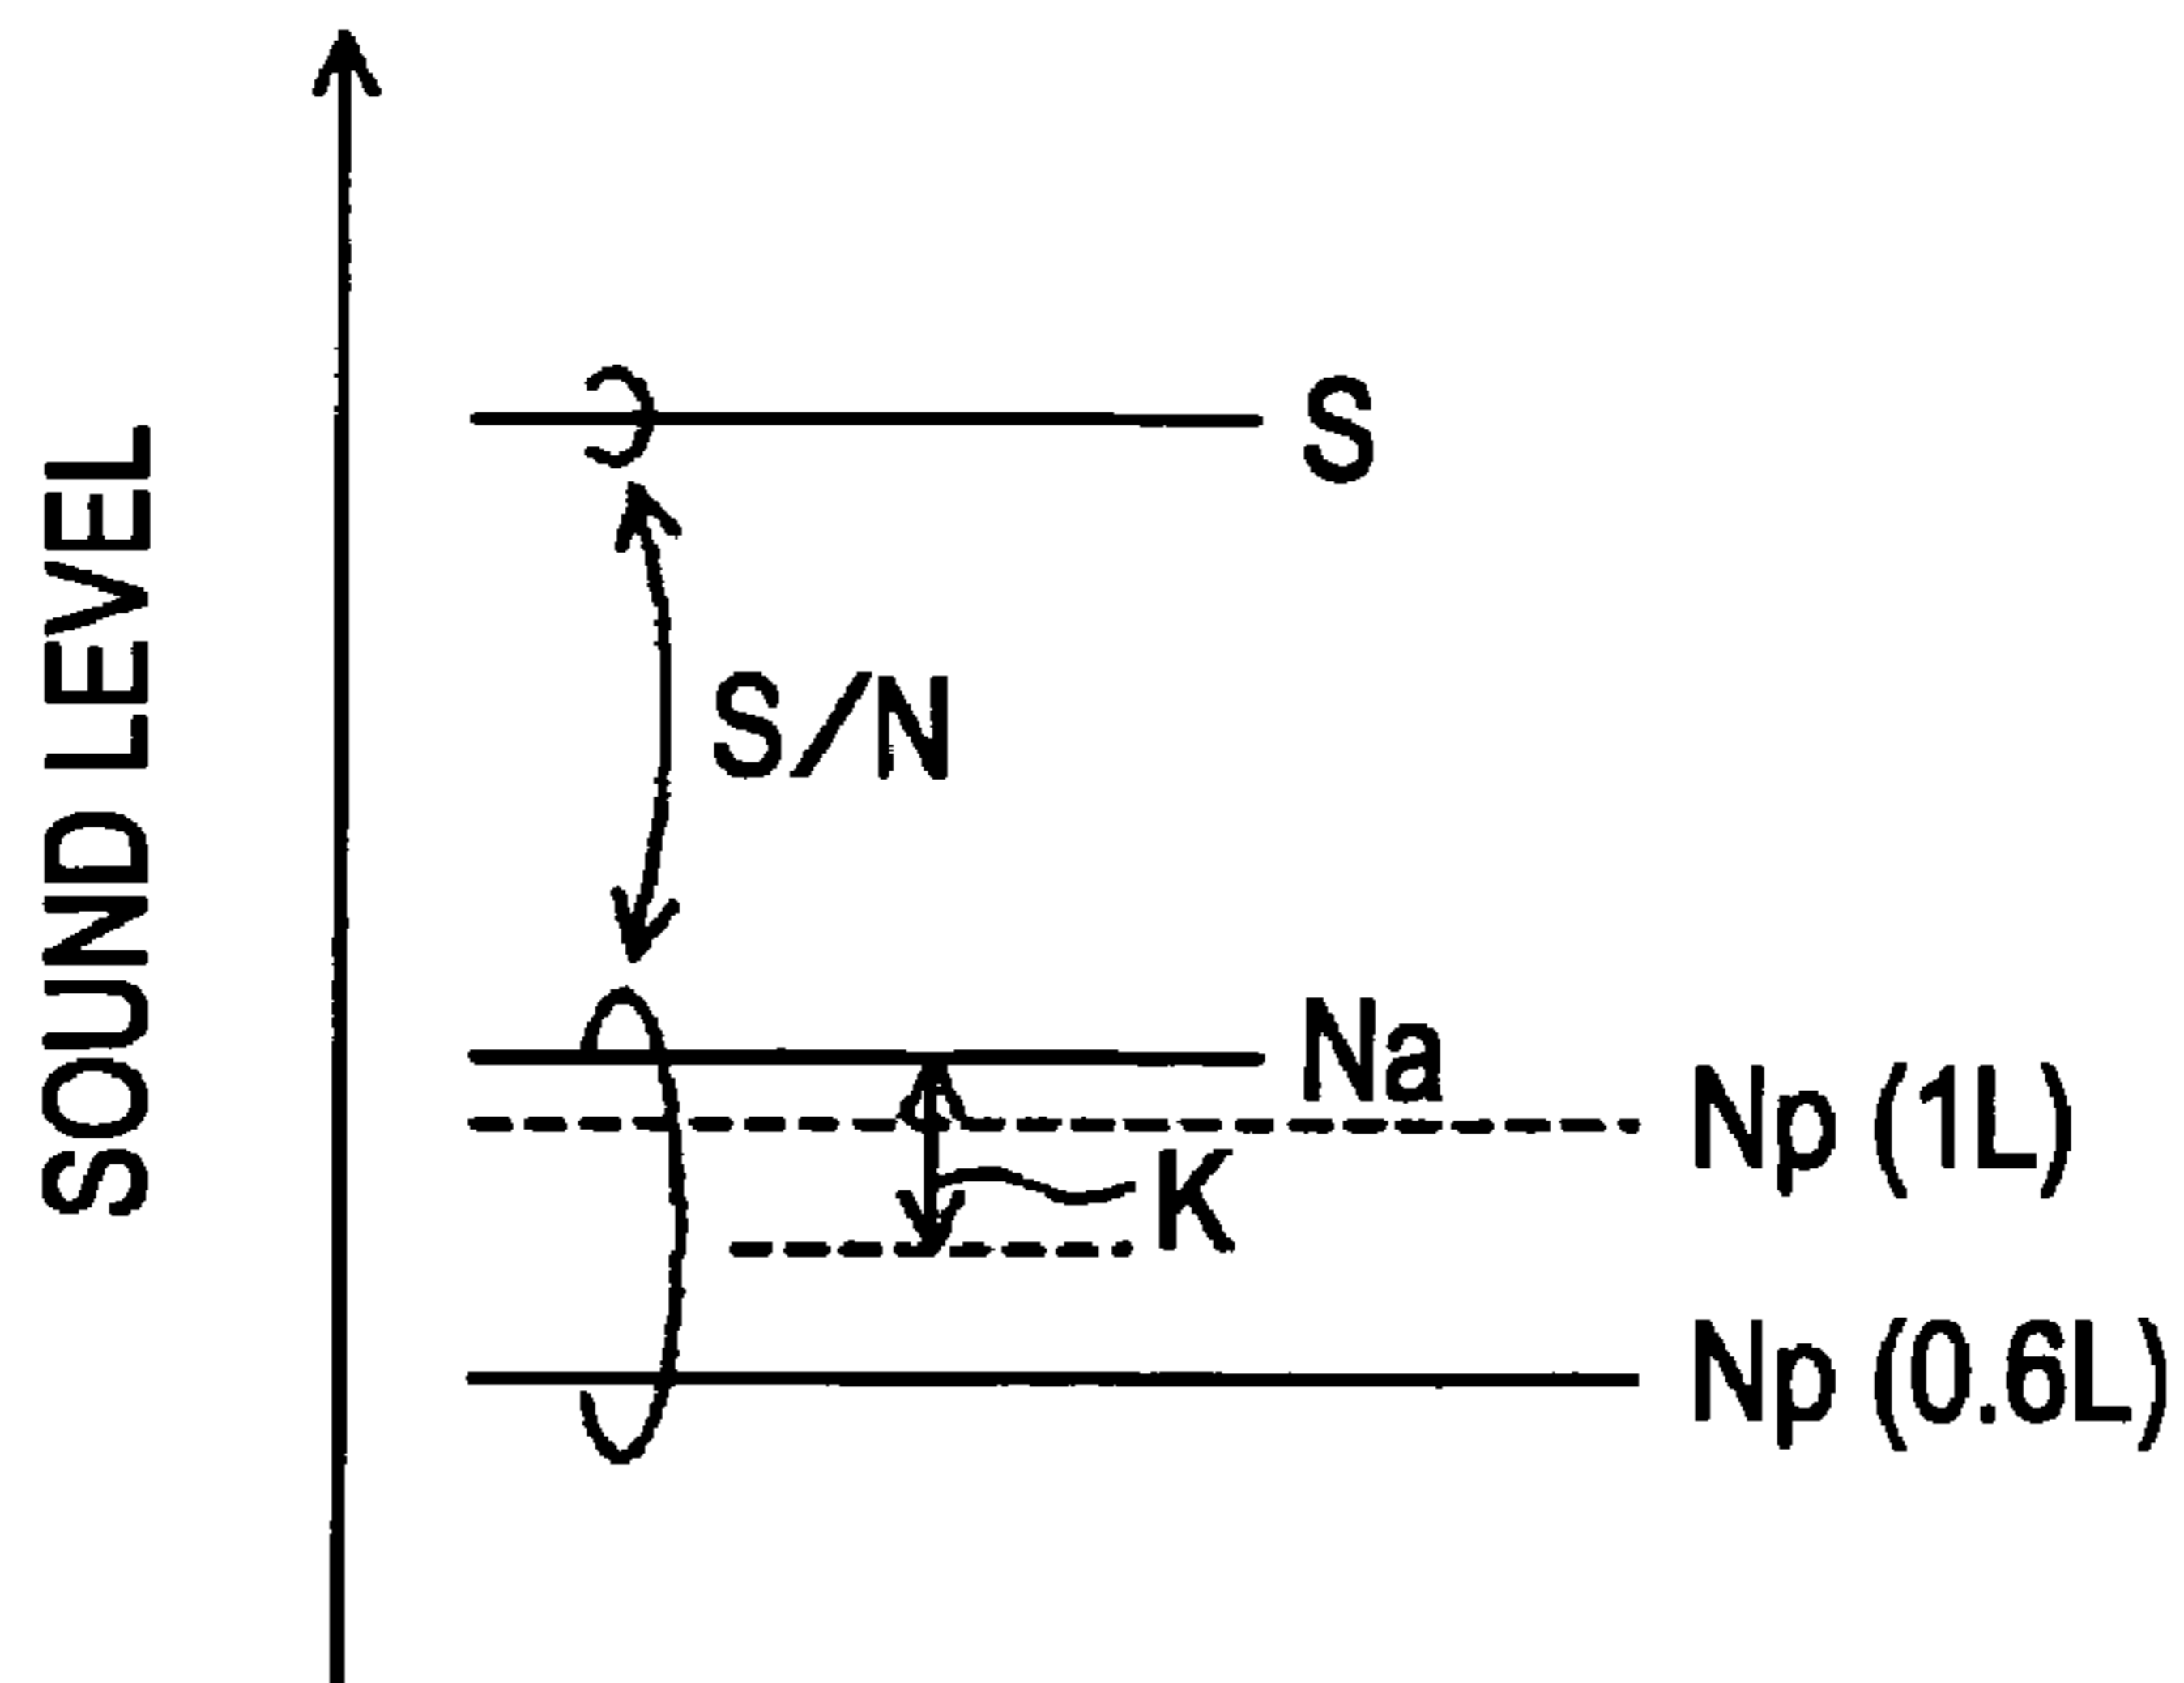 SOUND LEVEL
S
S/N
Na
Np (1L)
K
Np (0.6L)